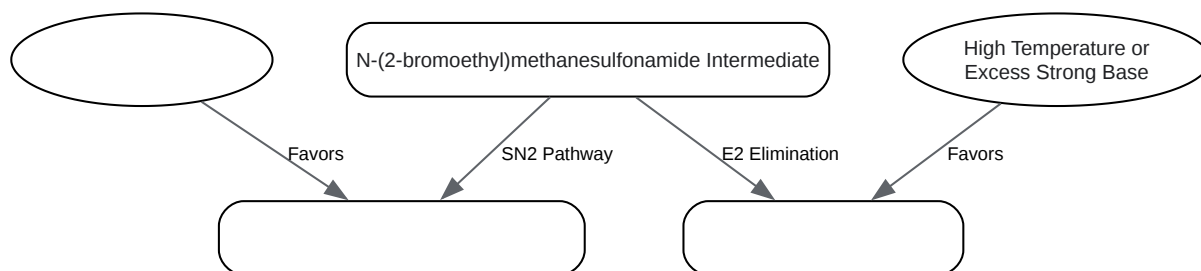 N-(2-bromoethyl)methanesulfonamide Intermediate
High Temperature or
Excess Strong Base
Favors
SN2 Pathway
E2 Elimination
Favors